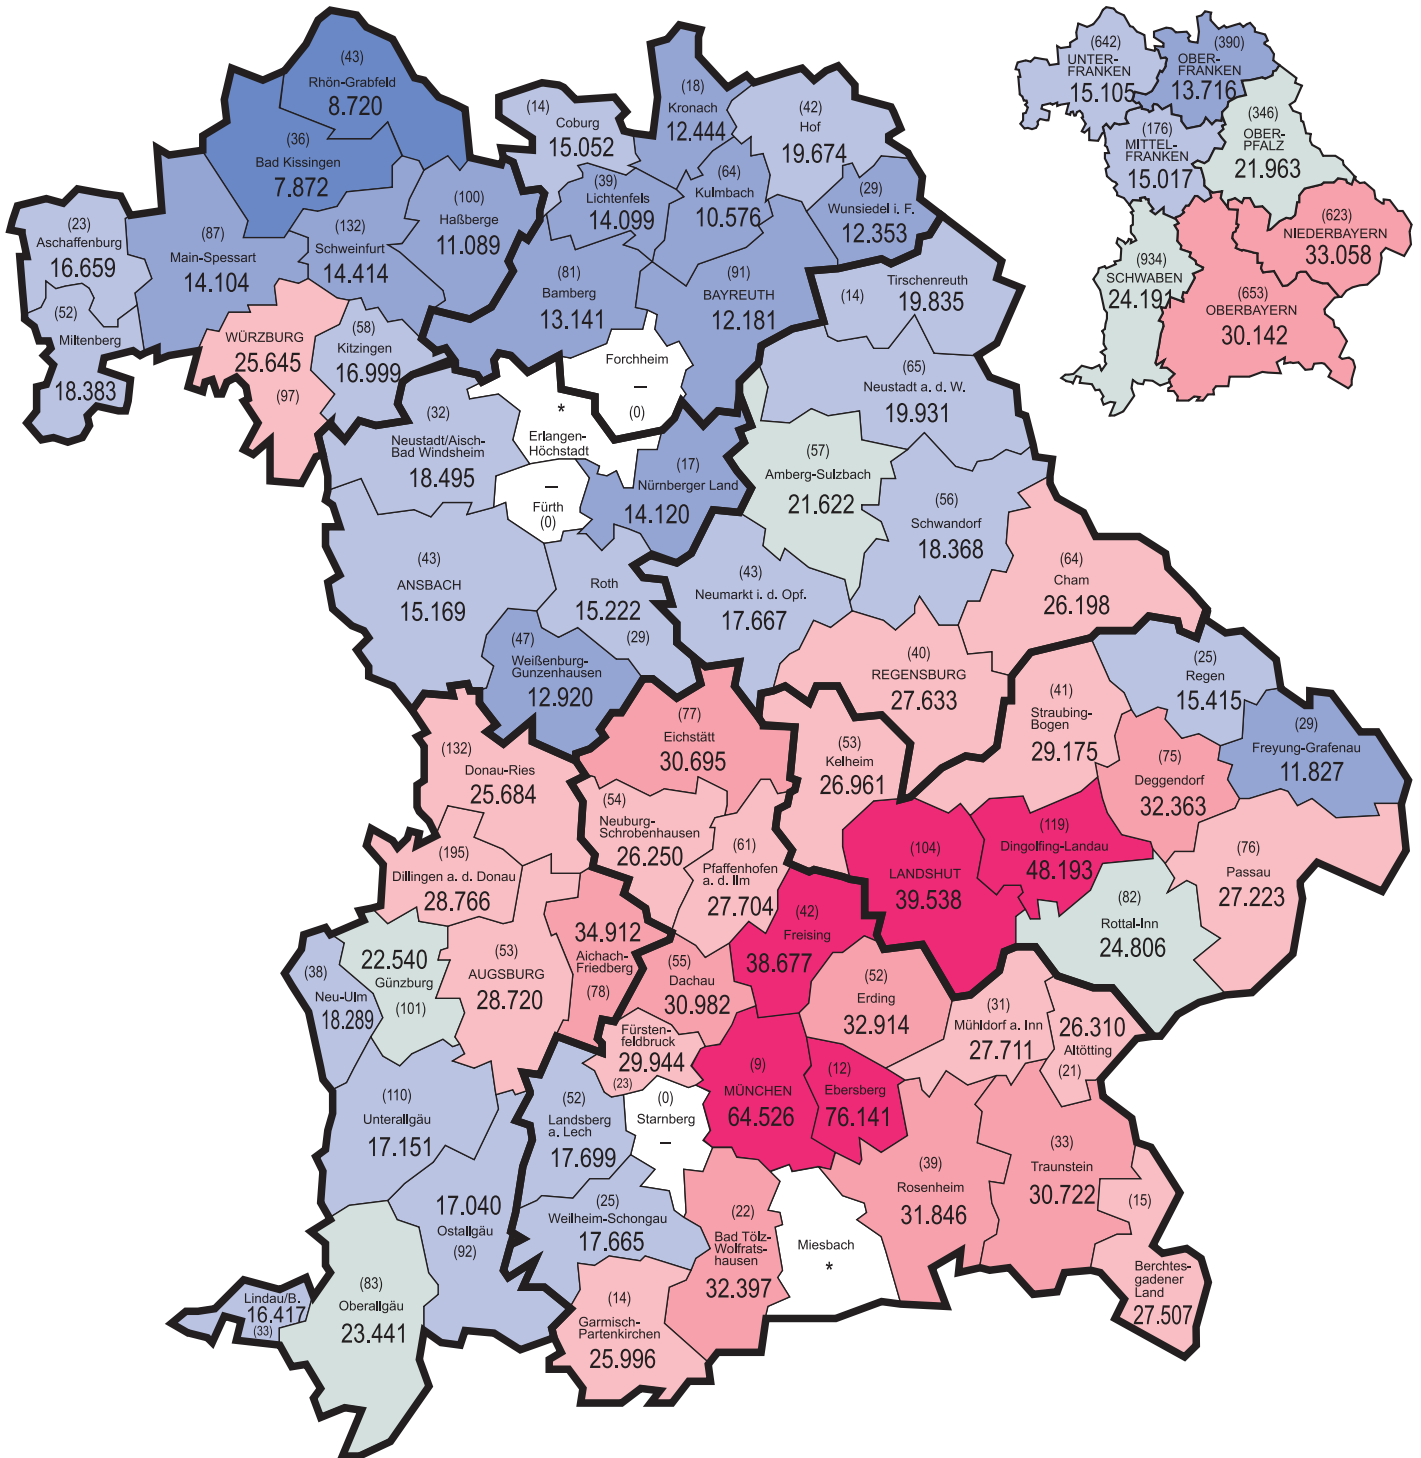 (43)
Rhön-Grabfeld
8.720
(36)
Bad Kissingen
7.872
(100)
Haßberge
11.089
(23)
Aschaffenburg
16.659
(87)
Main-Spessart
14.104
(132)
Schweinfurt
14.414
(52)
Miltenberg
18.383
WÜRZBURG
25.645
(97)
(58)
Kitzingen
16.999
(14)
Coburg
15.052
(18)
Kronach
12.444
(42)
Hof
19.674
(39)
Lichtenfels
14.099
(64)
Kulmbach
10.576
(29)
Wunsiedel i. F.
12.353
(81)
Bamberg
13.141
(91)
BAYREUTH
12.181
Forchheim
–
(0)
(14)
Tirschenreuth
19.835
(65)
Neustadt a. d. W.
19.931
(32)
Neustadt/Aisch-
Bad Windsheim
18.495
*
Erlangen-
Höchstadt
–
Fürth
(0)
(17)
Nürnberger Land
14.120
(57)
Amberg-Sulzbach
21.622
(56)
Schwandorf
18.368
(64)
Cham
26.198
(43)
ANSBACH
15.169
Roth
15.222
(29)
(43)
Neumarkt i. d. Opf.
17.667
(47)
Weißenburg-
Gunzenhausen
12.920
(40)
REGENSBURG
27.633
(25)
Regen
15.415
(41)
Straubing-
Bogen
29.175
(29)
Freyung-Grafenau
11.827
(75)
Deggendorf
32.363
(77)
Eichstätt
30.695
(53)
Kelheim
26.961
(132)
Donau-Ries
25.684
(54)
Neuburg-
Schrobenhausen
26.250
(61)
Pfaffenhofen
a. d. Ilm
27.704
(104)
LANDSHUT
39.538
(119)
Dingolfing-Landau
48.193
(76)
Passau
27.223
(82)
Rottal-Inn
24.806
(195)
Dillingen a. d. Donau
28.766
(42)
Freising
38.677
34.912
Aichach-
Friedberg
(78)
(53)
AUGSBURG
28.720
22.540
Günzburg
(101)
(38)
Neu-Ulm
18.289
(55)
Dachau
30.982
(52)
Erding
32.914
(31)
Mühldorf a. Inn
27.711
26.310
Altötting
(21)
Fürsten-
feldbruck
29.944
(23)
(9)
MÜNCHEN
64.526
(12)
Ebersberg
76.141
(0)
Starnberg
–
(52)
Landsberg
a. Lech
17.699
(110)
Unterallgäu
17.151
17.040
Ostallgäu
(92)
(25)
Weilheim-Schongau
17.665
(22)
Bad Tölz-
Wolfrats-
hausen
32.397
Miesbach
*
(39)
Rosenheim
31.846
(33)
Traunstein
30.722
(15)
Berchtes-
gadener
Land
27.507
Lindau/B.
16.417
(33)
(83)
Oberallgäu
23.441
(14)
Garmisch-
Partenkirchen
25.996
(642)
UNTER-
FRANKEN
15.105
(390)
OBER-
FRANKEN
13.716
(176)
MITTEL-
FRANKEN
15.017
(346)
OBER-
PFALZ
21.963
(623)
NIEDERBAYERN
33.058
(934)
SCHWABEN
24.191
(653)
OBERBAYERN
30.142